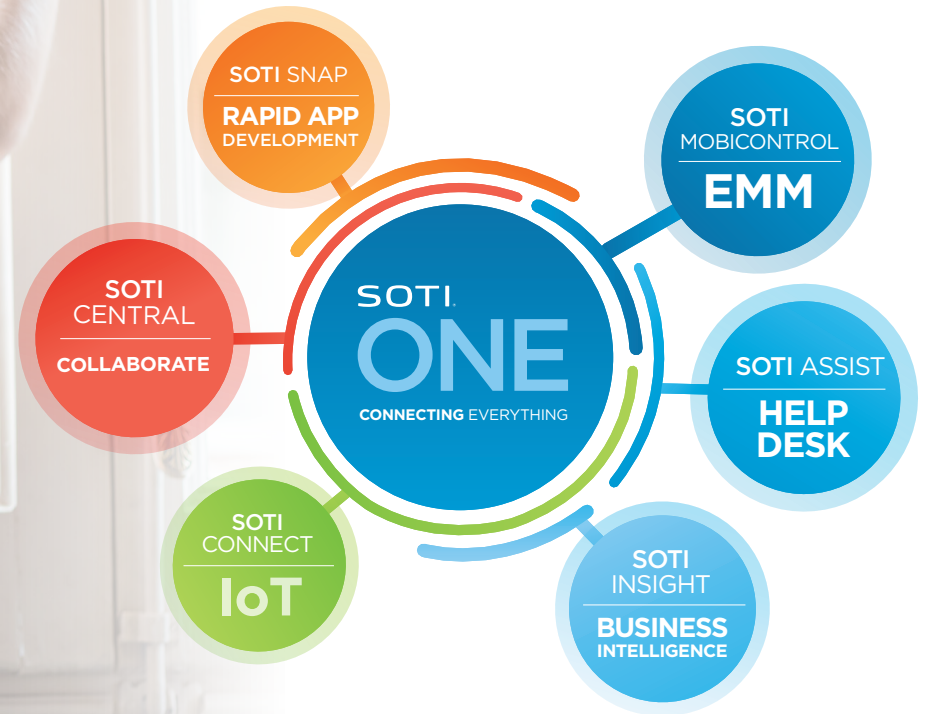 SOTI SNAP
RAPID APP
DEVELOPMENT
SOTI
MOBICONTROL
EMM
SOTI
CENTRAL
COLLABORATE
SOTI.
ONE
CONNECTING EVERYTHING
SOTI ASSIST
HELP
DESK
SOTI
CONNECT
IoT
SOTI
INSIGHT
BUSINESS
INTELLIGENCE